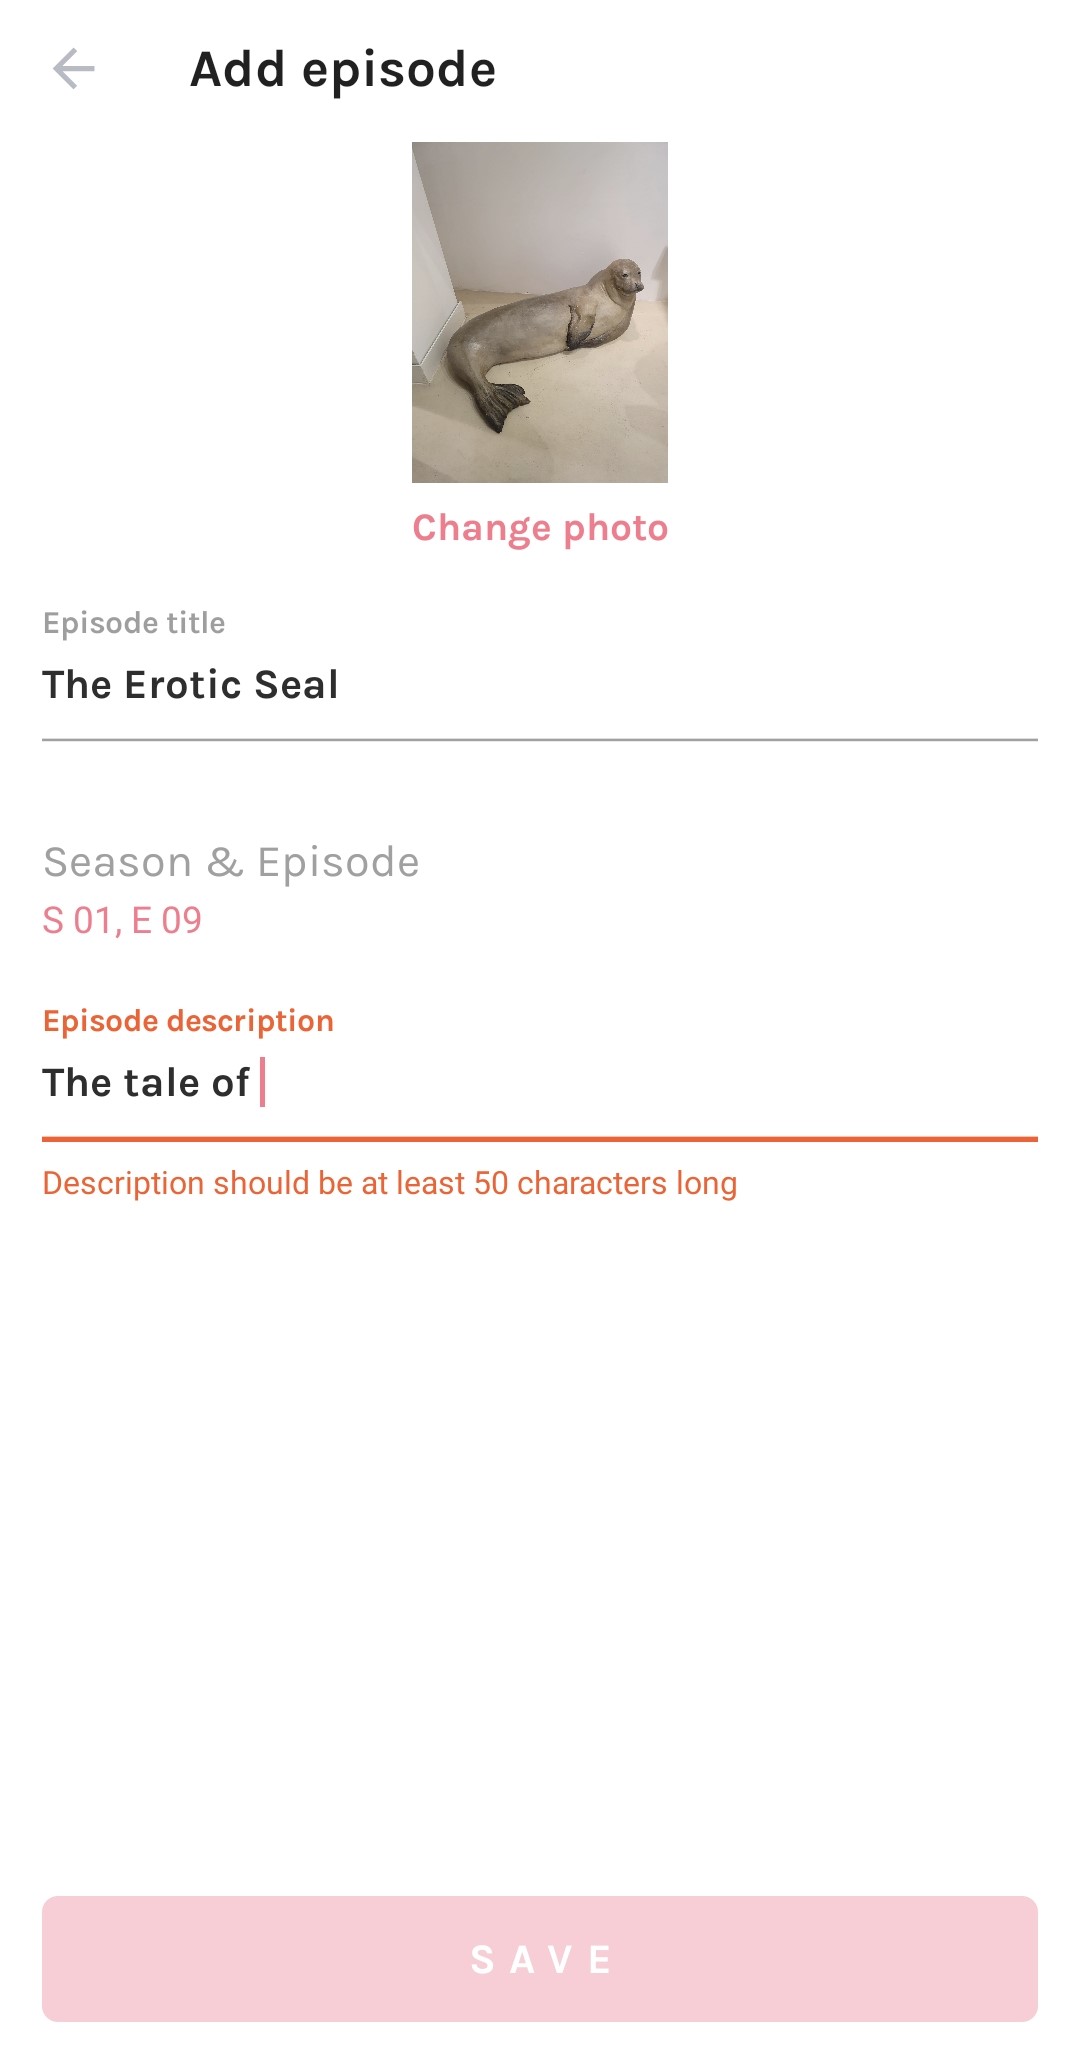 Add episode
Change photo
Episode title
The Erotic Seal
Season & Episode
S 01, E 09
Episode description
The tale of
Description should be at least 50 characters long
SAVE